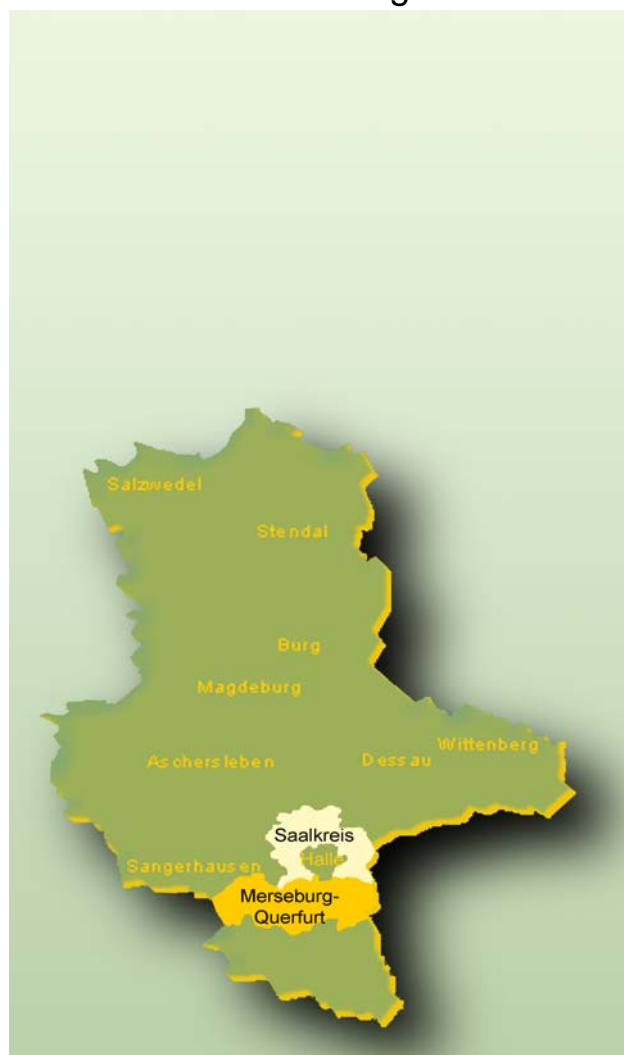 Salzwedel
Stendal
Burg
Magdeburg
Wittenberg
Aschersleben
Dessau
Saalkreis
Halle
Sangerhausen
Merseburg-
Querfurt